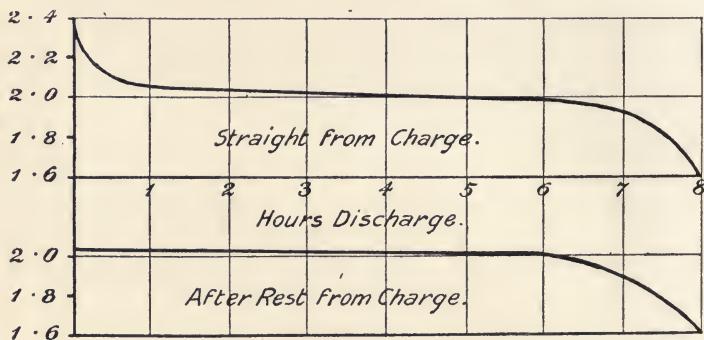 2·4
2·2
2·0
1·8
Straight from Charge.
1·6
1 2 3 4 5 6 7 8
Hours Discharge.
2·0
1·8
After Rest from Charge.
1·6